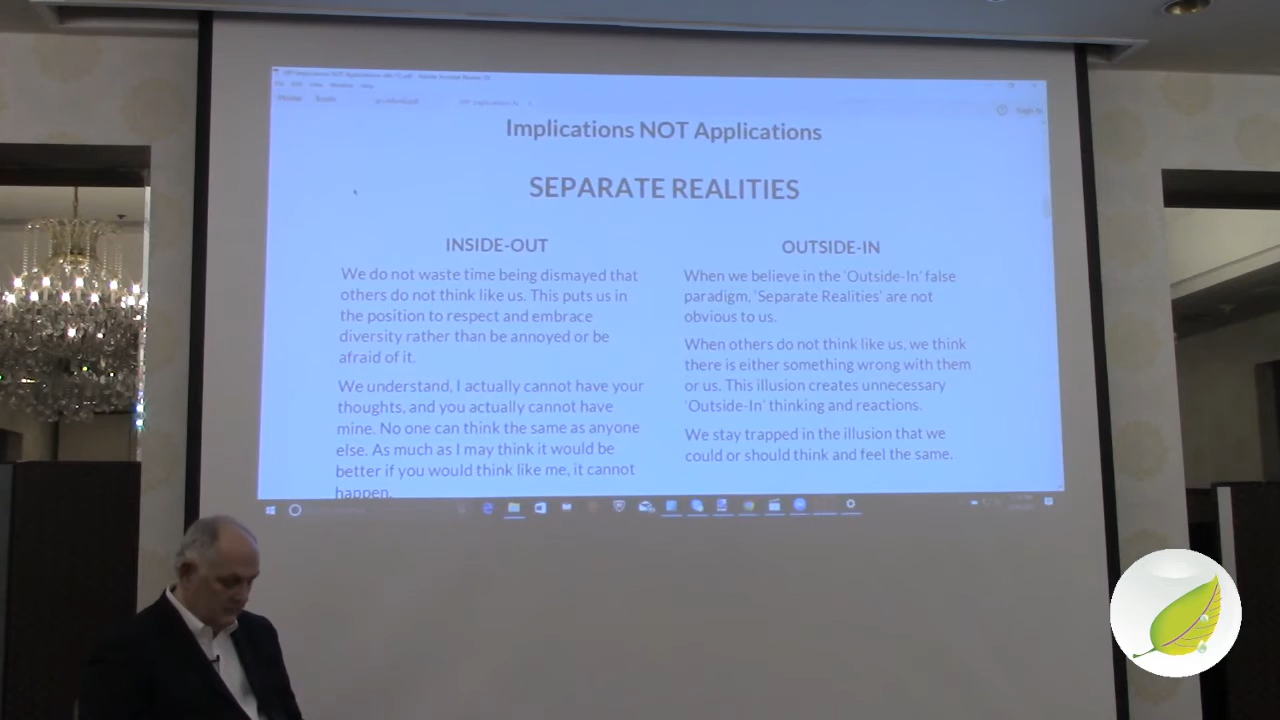 Implications NOT Applications
SEPARATE REALITIES
INSIDE-OUT
We do not waste time being dismayed that
others do not think like us. This puts us in
the position to respect and embrace
diversity rather than be annoyed or be
afraid of it.
We understand, I actually cannot have your
thoughts, and you actually cannot have
mine. No one can think the same as anyone
else. As much as I may think it would be
better if you would think like me, it cannot
happen.
OUTSIDE-IN
When we believe in the 'Outside-In' false
paradigm, 'Separate Realities' are not
obvious to us.
When others do not think like us, we think
there is either something wrong with them
or us. This illusion creates unnecessary
'Outside-In' thinking and reactions.
We stay trapped in the illusion that we
could or should think and feel the same.
Home Tools
Sign In